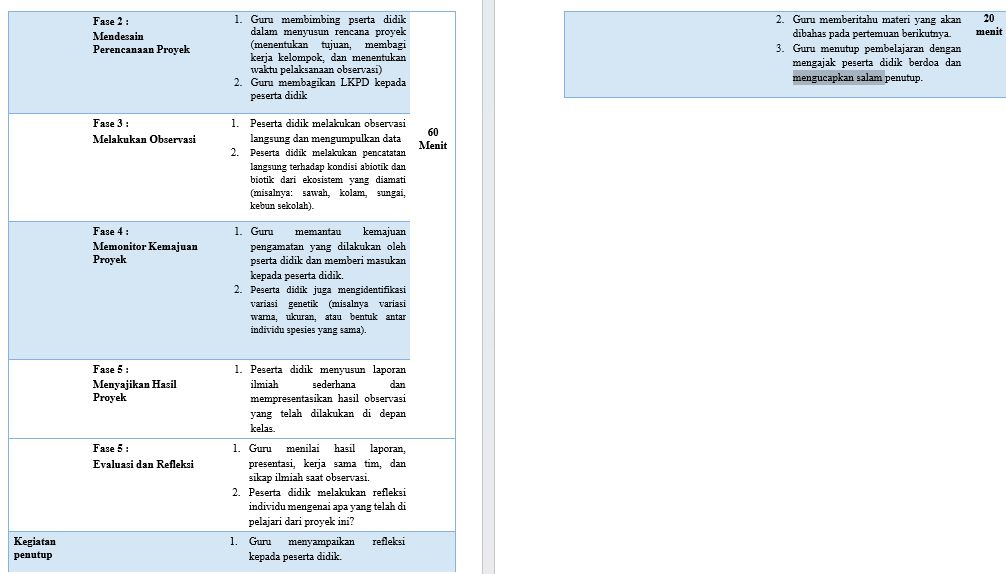 Fase 2 :
Mendesain
Perencanaan Proyek
1. Guru membimbing pserta didik
dalam menyusun rencana proyek
(menentukan tujuan, membagi
kerja kelompok, dan menentukan
waktu pelaksanaan observasi)
2. Guru membagikan LKPD kepada
peserta didik
Fase 3 :
Melakukan Observasi
1. Peserta didik melakukan observasi
langsung dan mengumpulkan data
2. Peserta didik melakukan pencatatan
langsung terhadap kondisi abiotik dan
biotik dari ekosistem yang diamati
(misalnya: sawah, kolam, sungai,
kebun sekolah).
60
Menit
Fase 4 :
Memonitor Kemajuan
Proyek
1. Guru memantau kemajuan
pengamatan yang dilakukan oleh
pserta didik dan memberi masukan
kepada peserta didik.
2. Peserta didik juga mengidentifikasi
variasi genetik (misalnya variasi
warna, ukuran, atau bentuk antar
individu spesies yang sama).
Fase 5 :
Menyajikan Hasil
Proyek
1. Peserta didik menyusun laporan
ilmiah sederhana dan
mempresentasikan hasil observasi
yang telah dilakukan di depan
kelas.
Fase 5 :
Evaluasi dan Refleksi
1. Guru menilai hasil laporan,
presentasi, kerja sama tim, dan
sikap ilmiah saat observasi.
2. Peserta didik melakukan refleksi
individu mengenai apa yang telah di
pelajari dari proyek ini?
Kegiatan
penutup
1. Guru menyampaikan refleksi
kepada peserta didik.
2. Guru memberitahu materi yang akan
dibahas pada pertemuan berikutnya.
3. Guru menutup pembelajaran dengan
mengajak peserta didik berdoa dan
mengucapkan salam penutup.
20
menit